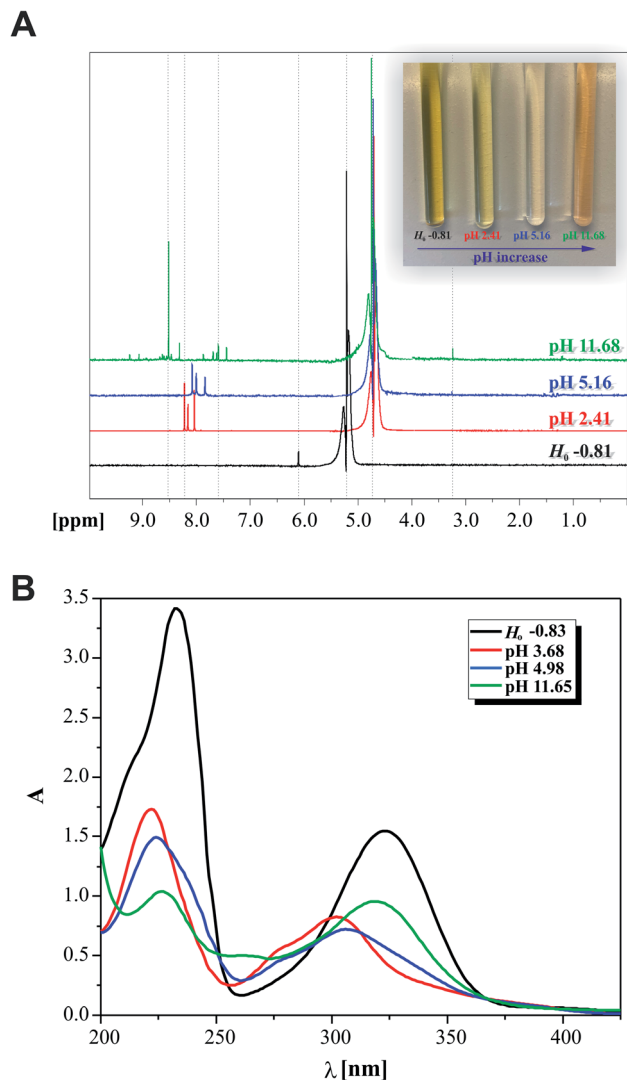 A
H₀ -0.81 pH 2.41 pH 5.16 pH 11.68
pH increase
pH 11.68
pH 5.16
pH 2.41
H₀ -0.81
[ppm] 9.0 8.0 7.0 6.0 5.0 4.0 3.0 2.0 1.0
B
3.5
3.0
2.5
2.0
1.5
1.0
0.5
0.0
A
H₀ -0.83
pH 3.68
pH 4.98
pH 11.65
200 250 300 350 400
λ [nm]